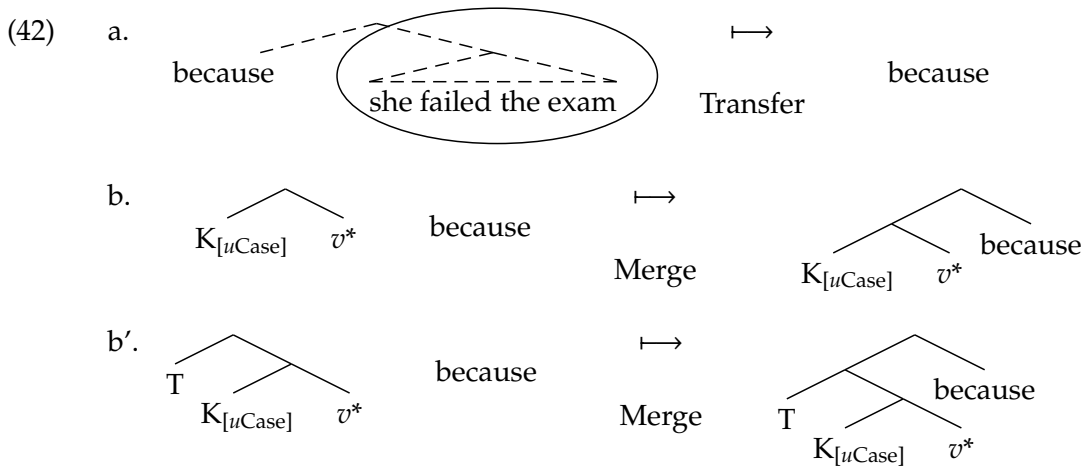 (42) a.
because she failed the exam ⟼ Transfer because
b.
K[uCase] v* because ⟼ Merge K[uCase] v* because
b′.
T K[uCase] v* because ⟼ Merge T K[uCase] v* because